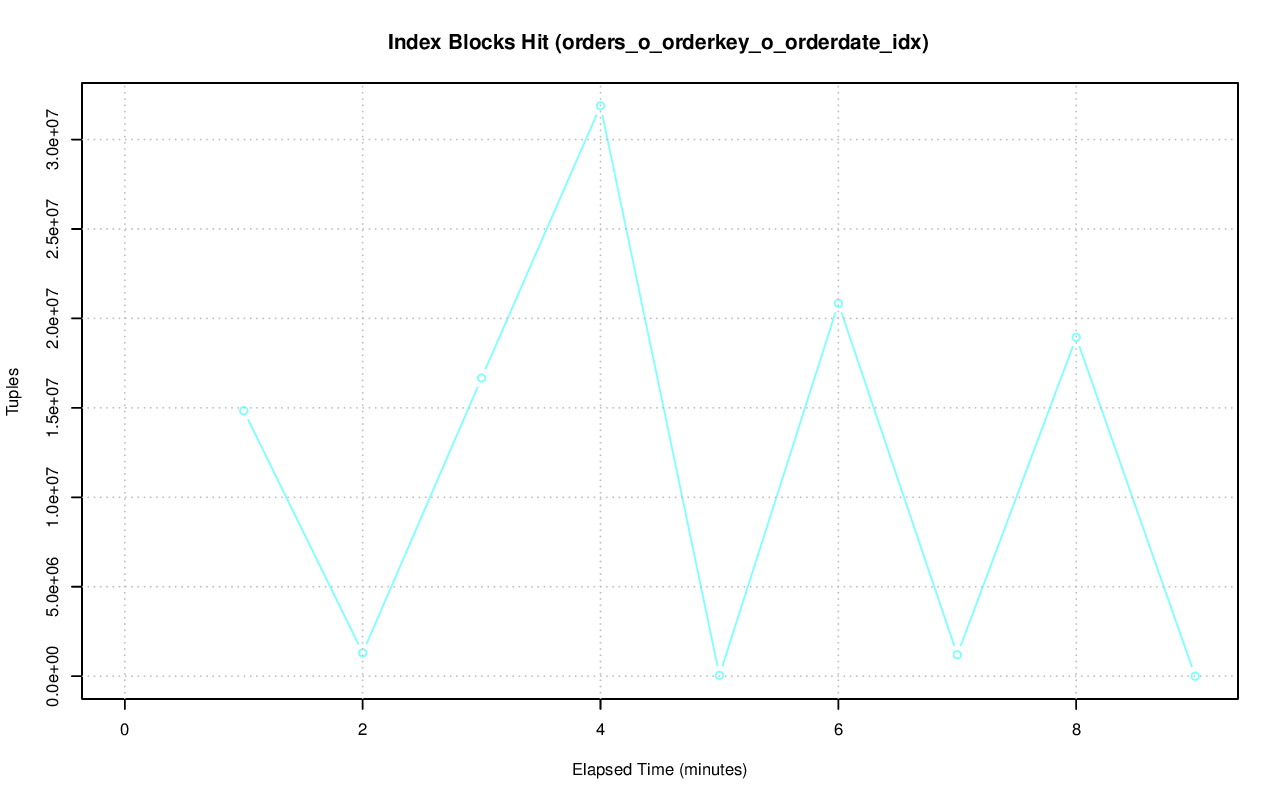 Index Blocks Hit (orders_o_orderkey_o_orderdate_idx)
Tuples
3.0e+07
2.5e+07
2.0e+07
1.5e+07
1.0e+07
5.0e+06
0.0e+00
0 2 4 6 8
Elapsed Time (minutes)